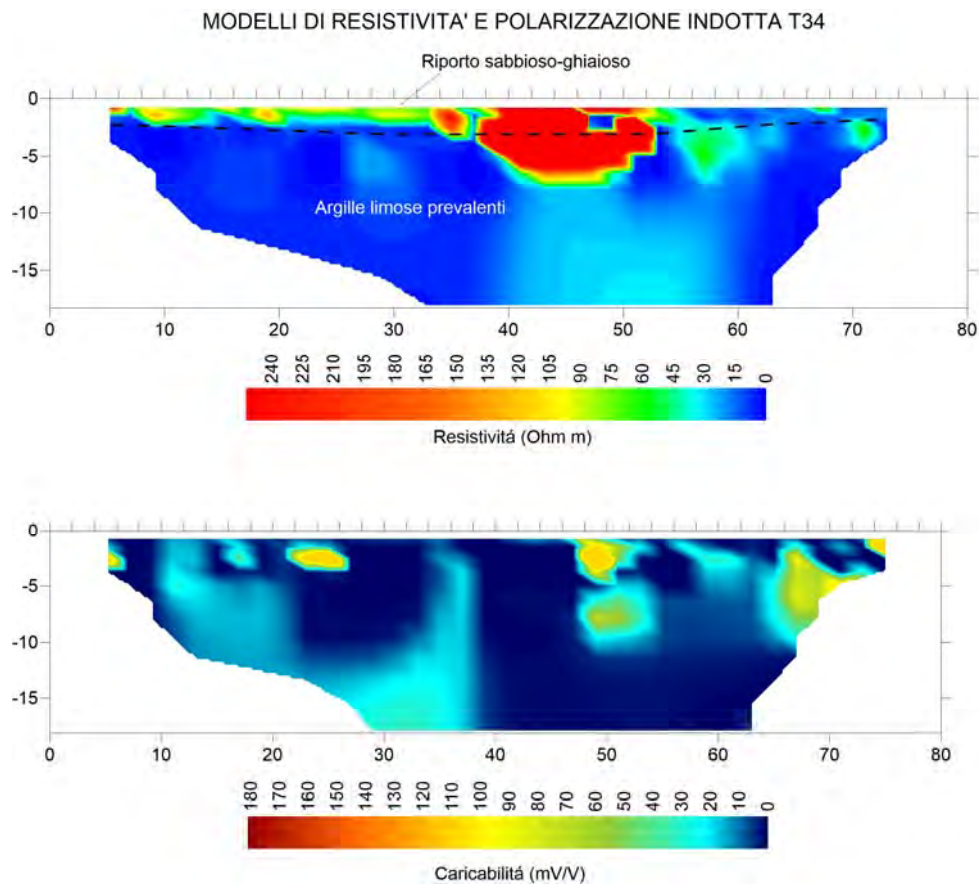 MODELLI DI RESISTIVITA' E POLARIZZAZIONE INDOTTA T34
Riporto sabbioso-ghiaioso
0
-5
-10
-15
Argille limose prevalenti
0 10 20 30 40 50 60 70 80
240 225 210 195 180 165 150 135 120 105 90 75 60 45 30 15 0
Resistivitá (Ohm m)
0
-5
-10
-15
0 10 20 30 40 50 60 70 80
180 170 160 150 140 130 120 110 100 90 80 70 60 50 40 30 20 10 0
Caricabilitá (mV/V)